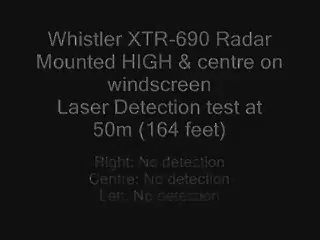 Whistler XTR-690 Radar
Mounted HIGH & centre on
windscreen
Laser Detection test at
50m (164 feet)
Right: No detection
Centre: No detection
Left: No detection